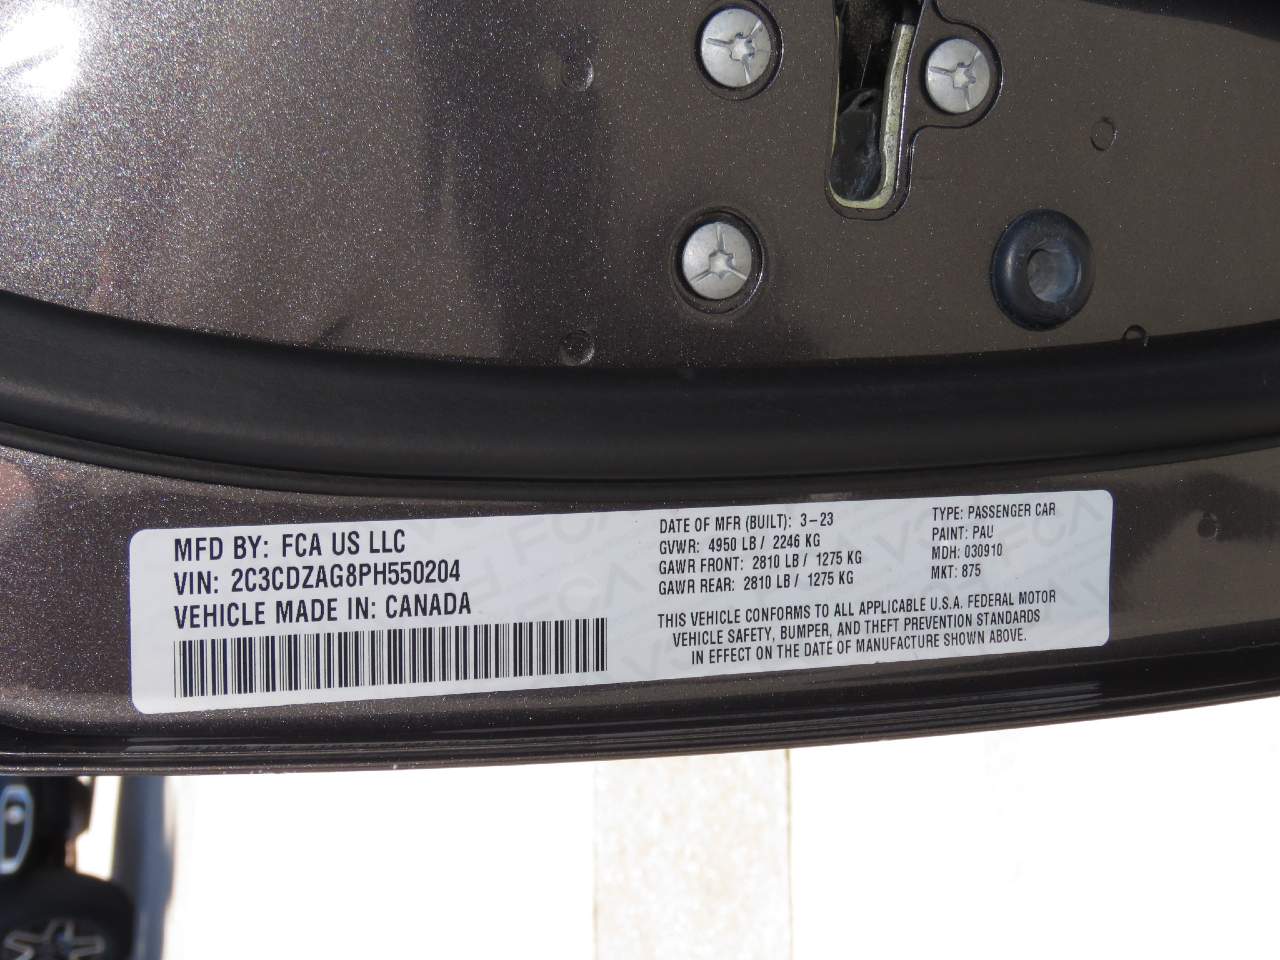 MFD BY: FCA US LLC
VIN: 2C3CDZAG8PH550204
VEHICLE MADE IN: CANADA
DATE OF MFR (BUILT): 3-23
GVWR: 4950 LB / 2246 KG
GAWR FRONT: 2810 LB / 1275 KG
GAWR REAR: 2810 LB / 1275 KG
TYPE: PASSENGER CAR
PAINT: PAU
MDH: 030910
MKT: 875
THIS VEHICLE CONFORMS TO ALL APPLICABLE U.S.A. FEDERAL MOTOR
VEHICLE SAFETY, BUMPER, AND THEFT PREVENTION STANDARDS
IN EFFECT ON THE DATE OF MANUFACTURE SHOWN ABOVE.